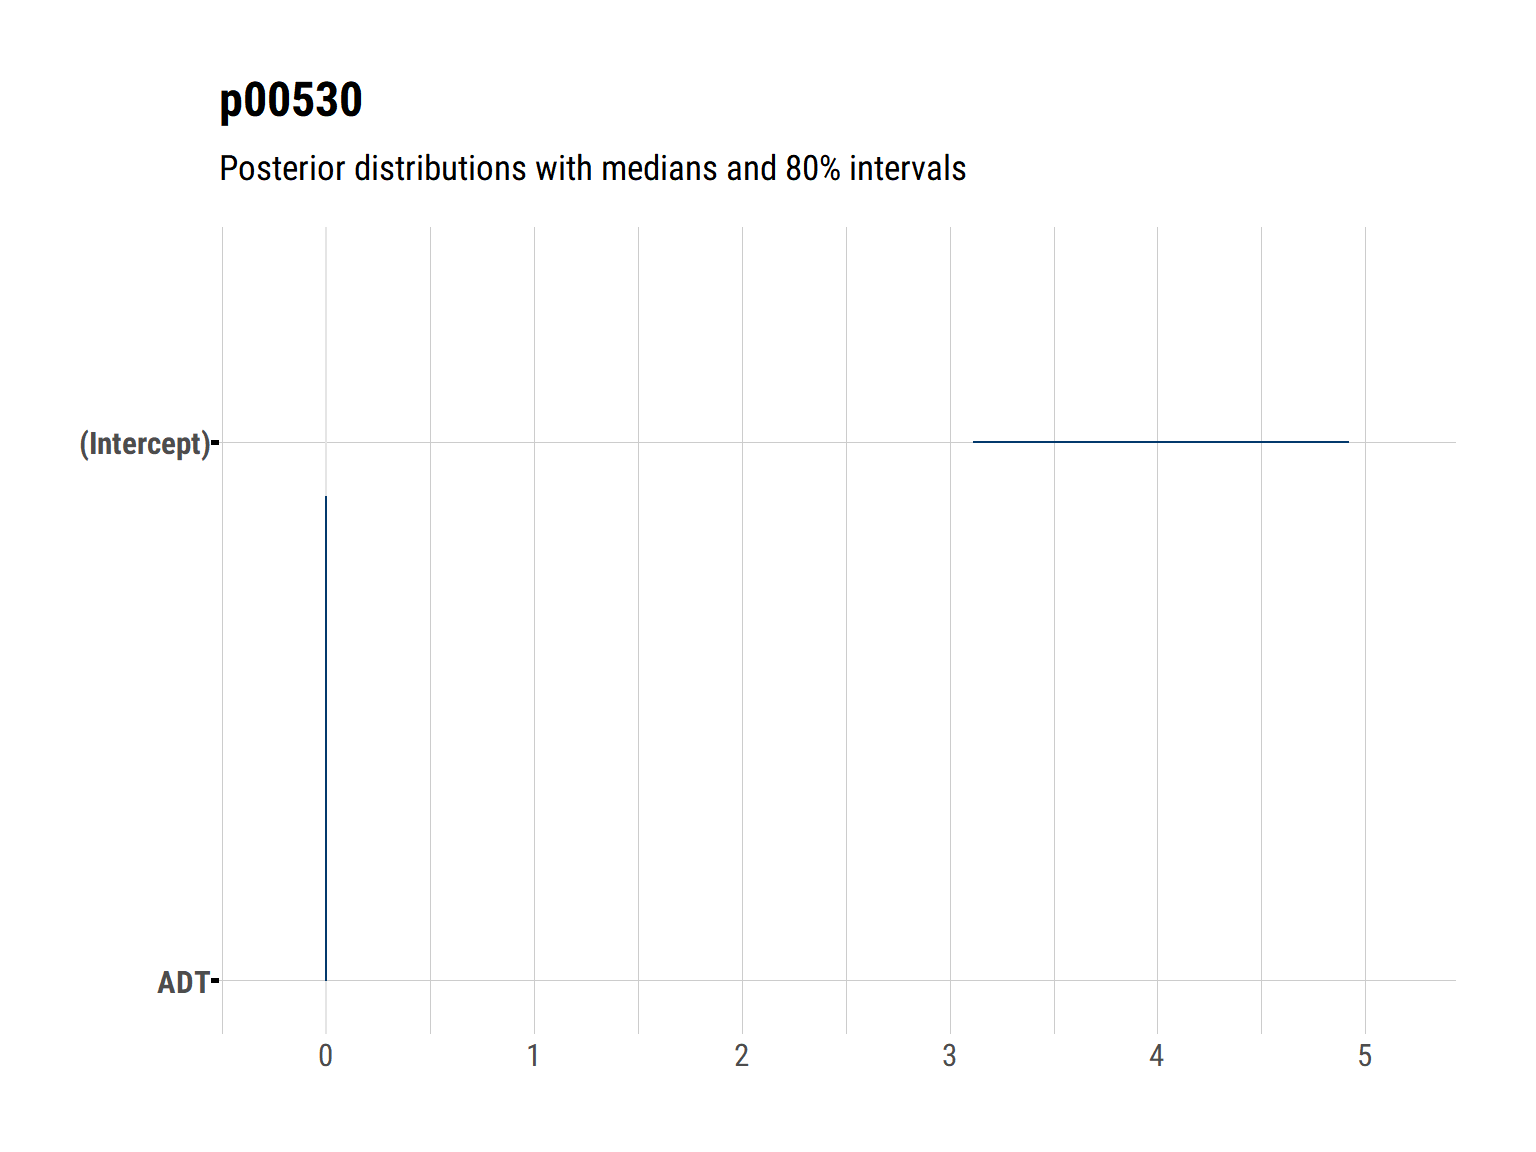 p00530
Posterior distributions with medians and 80% intervals
(Intercept)
ADT
0 1 2 3 4 5